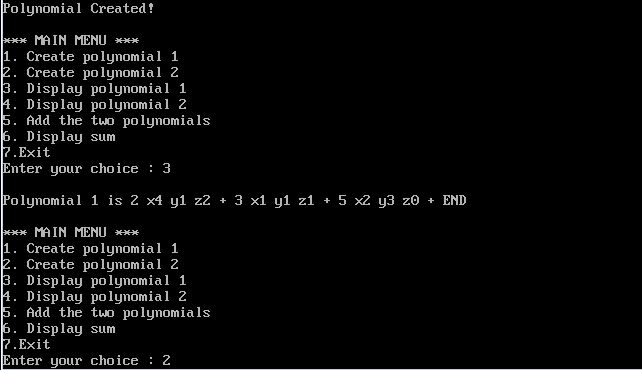 Polynomial Created!
*** MAIN MENU ***
1. Create polynomial 1
2. Create polynomial 2
3. Display polynomial 1
4. Display polynomial 2
5. Add the two polynomials
6. Display sum
7.Exit
Enter your choice : 3
Polynomial 1 is 2 x4 y1 z2 + 3 x1 y1 z1 + 5 x2 y3 z0 + END
*** MAIN MENU ***
1. Create polynomial 1
2. Create polynomial 2
3. Display polynomial 1
4. Display polynomial 2
5. Add the two polynomials
6. Display sum
7.Exit
Enter your choice : 2